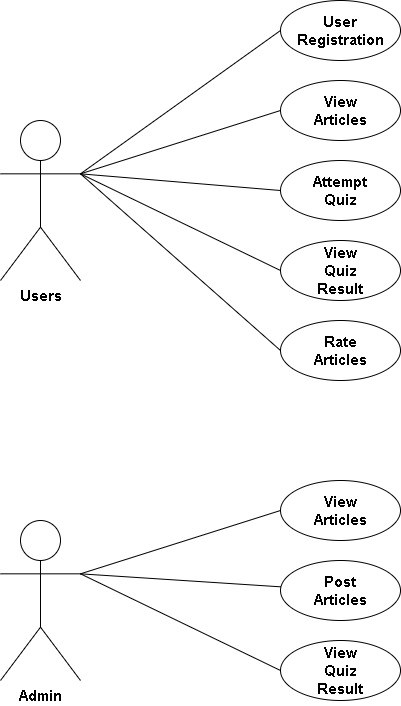 User
Registration
View
Articles
Attempt
Quiz
View
Quiz
Result
Users
Rate
Articles
View
Articles
Post
Articles
View
Quiz
Result
Admin